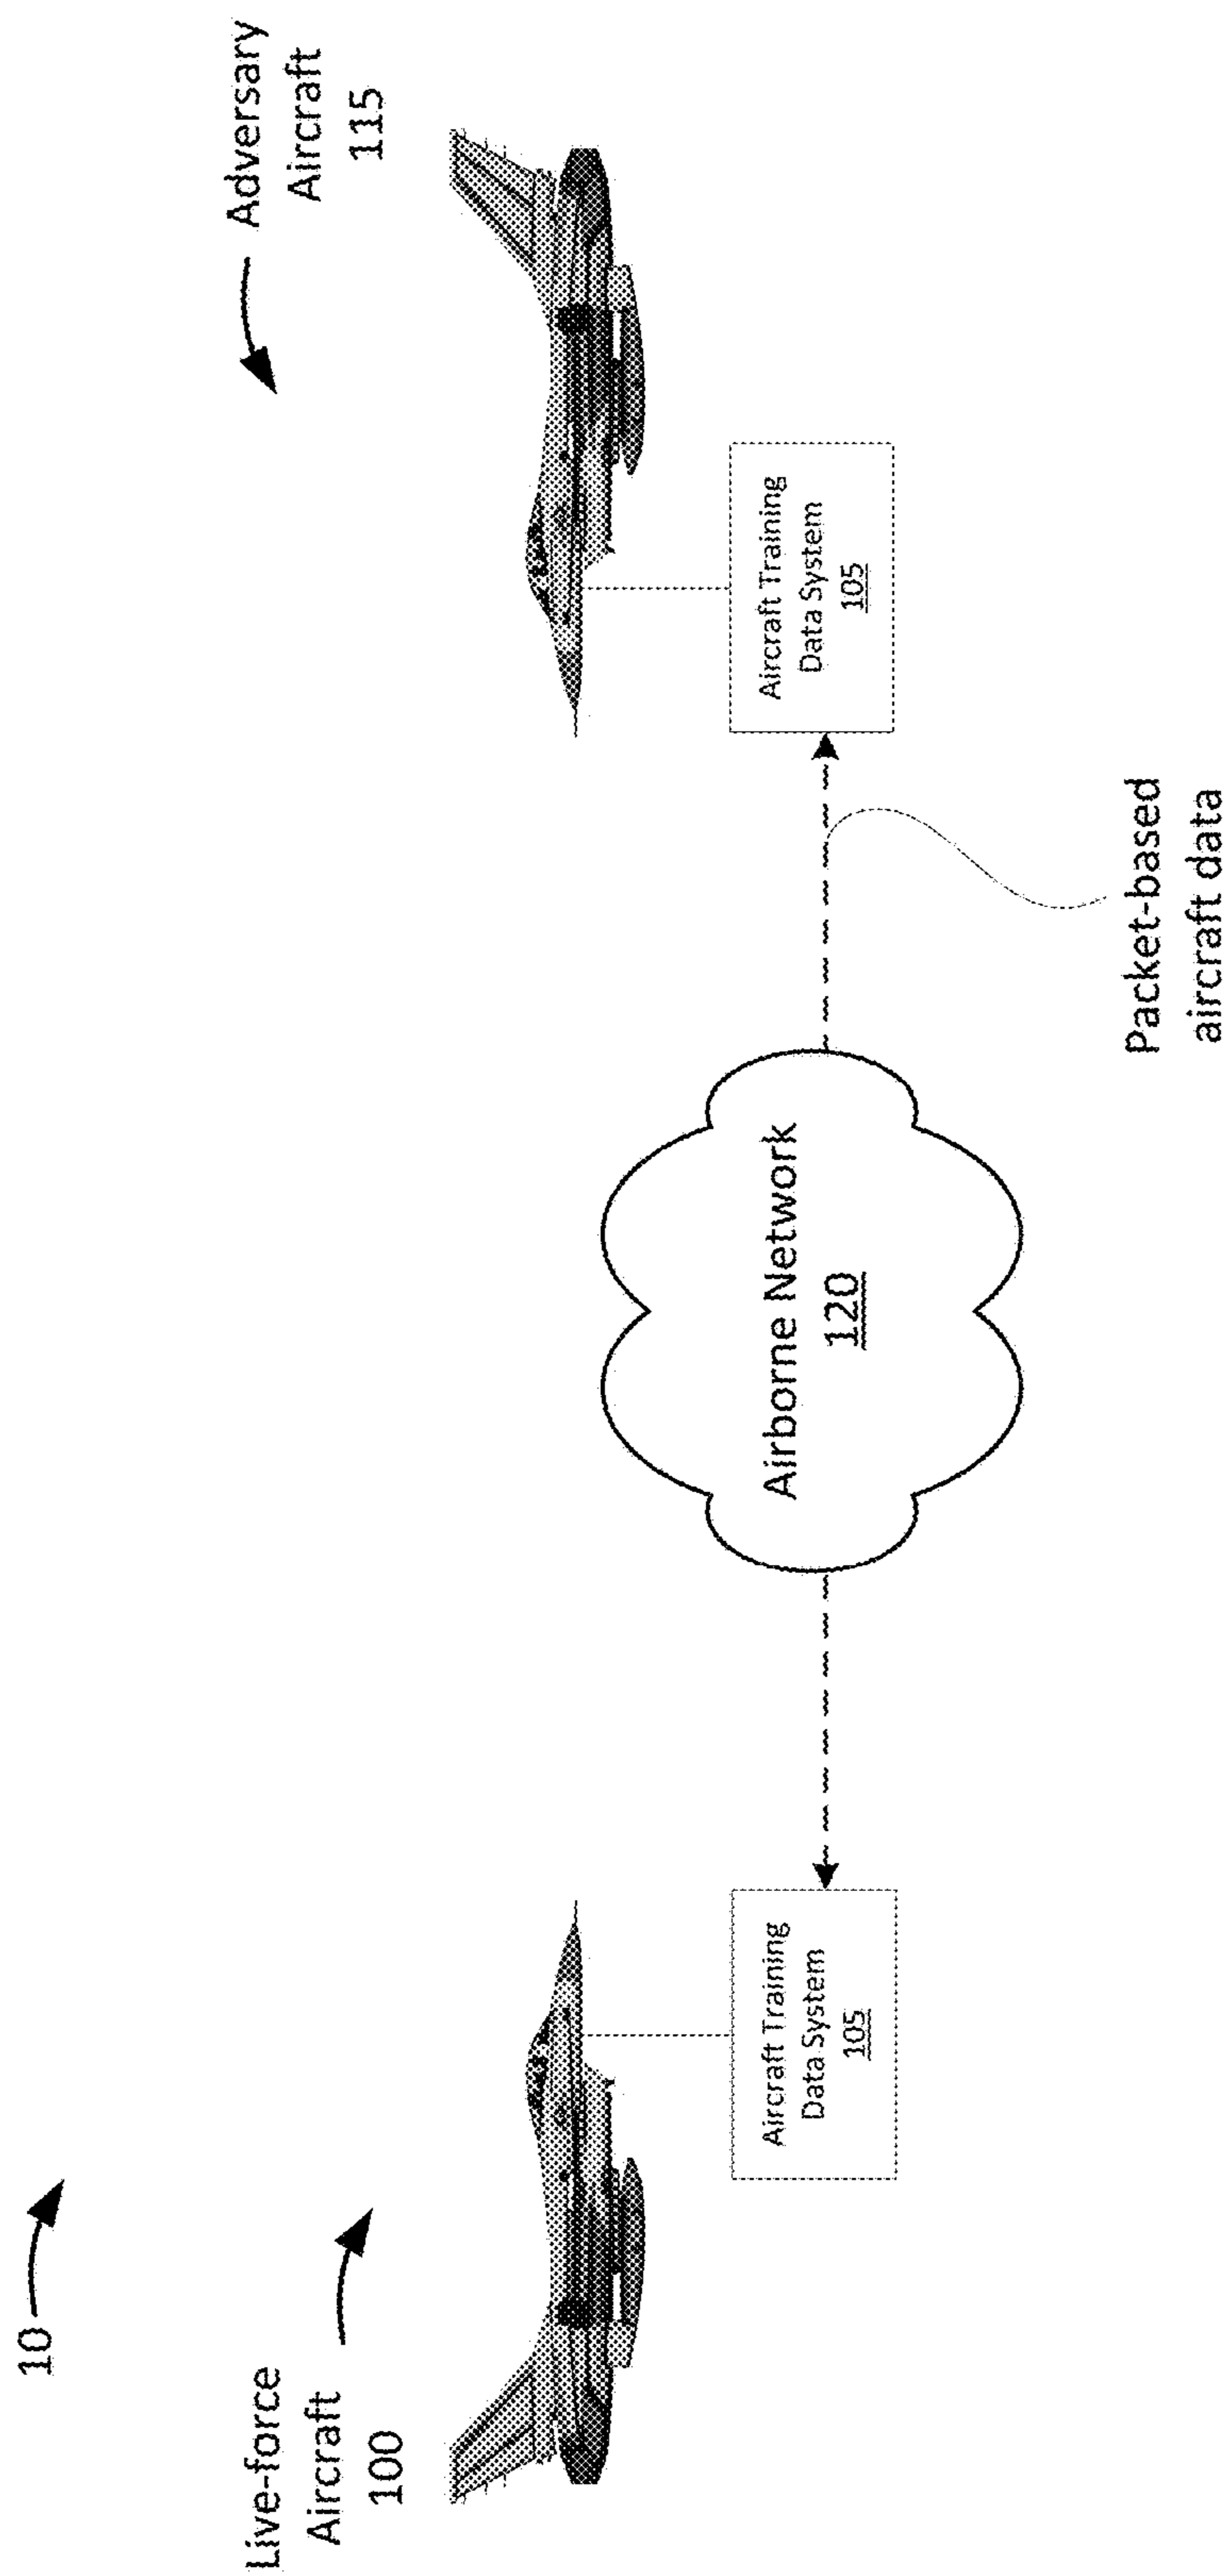 10
Live-force
Aircraft
100
Adversary
Aircraft
115
Aircraft Training
Data System
105
Airborne Network
120
Aircraft Training
Data System
105
Packet-based
aircraft data